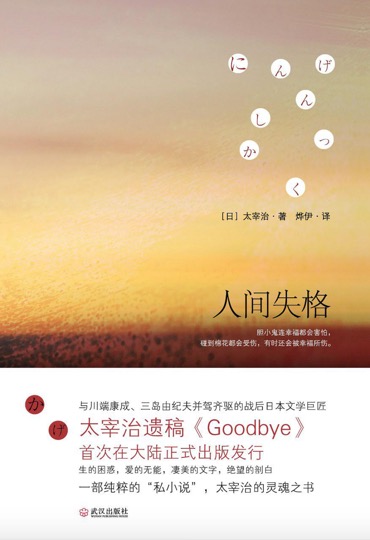 にんげん
しっかく
[日] 太宰治·著 烨伊·译
人间失格
胆小鬼连幸福都会害怕，
碰到棉花都会受伤，有时还会被幸福所伤。
かげ
与川端康成、三岛由纪夫并驾齐驱的战后日本文学巨匠
太宰治遗稿《Goodbye》
首次在大陆正式出版发行
生的困惑，爱的无能，凄美的文字，绝望的剖白
一部纯粹的“私小说”，太宰治的灵魂之书
武汉出版社